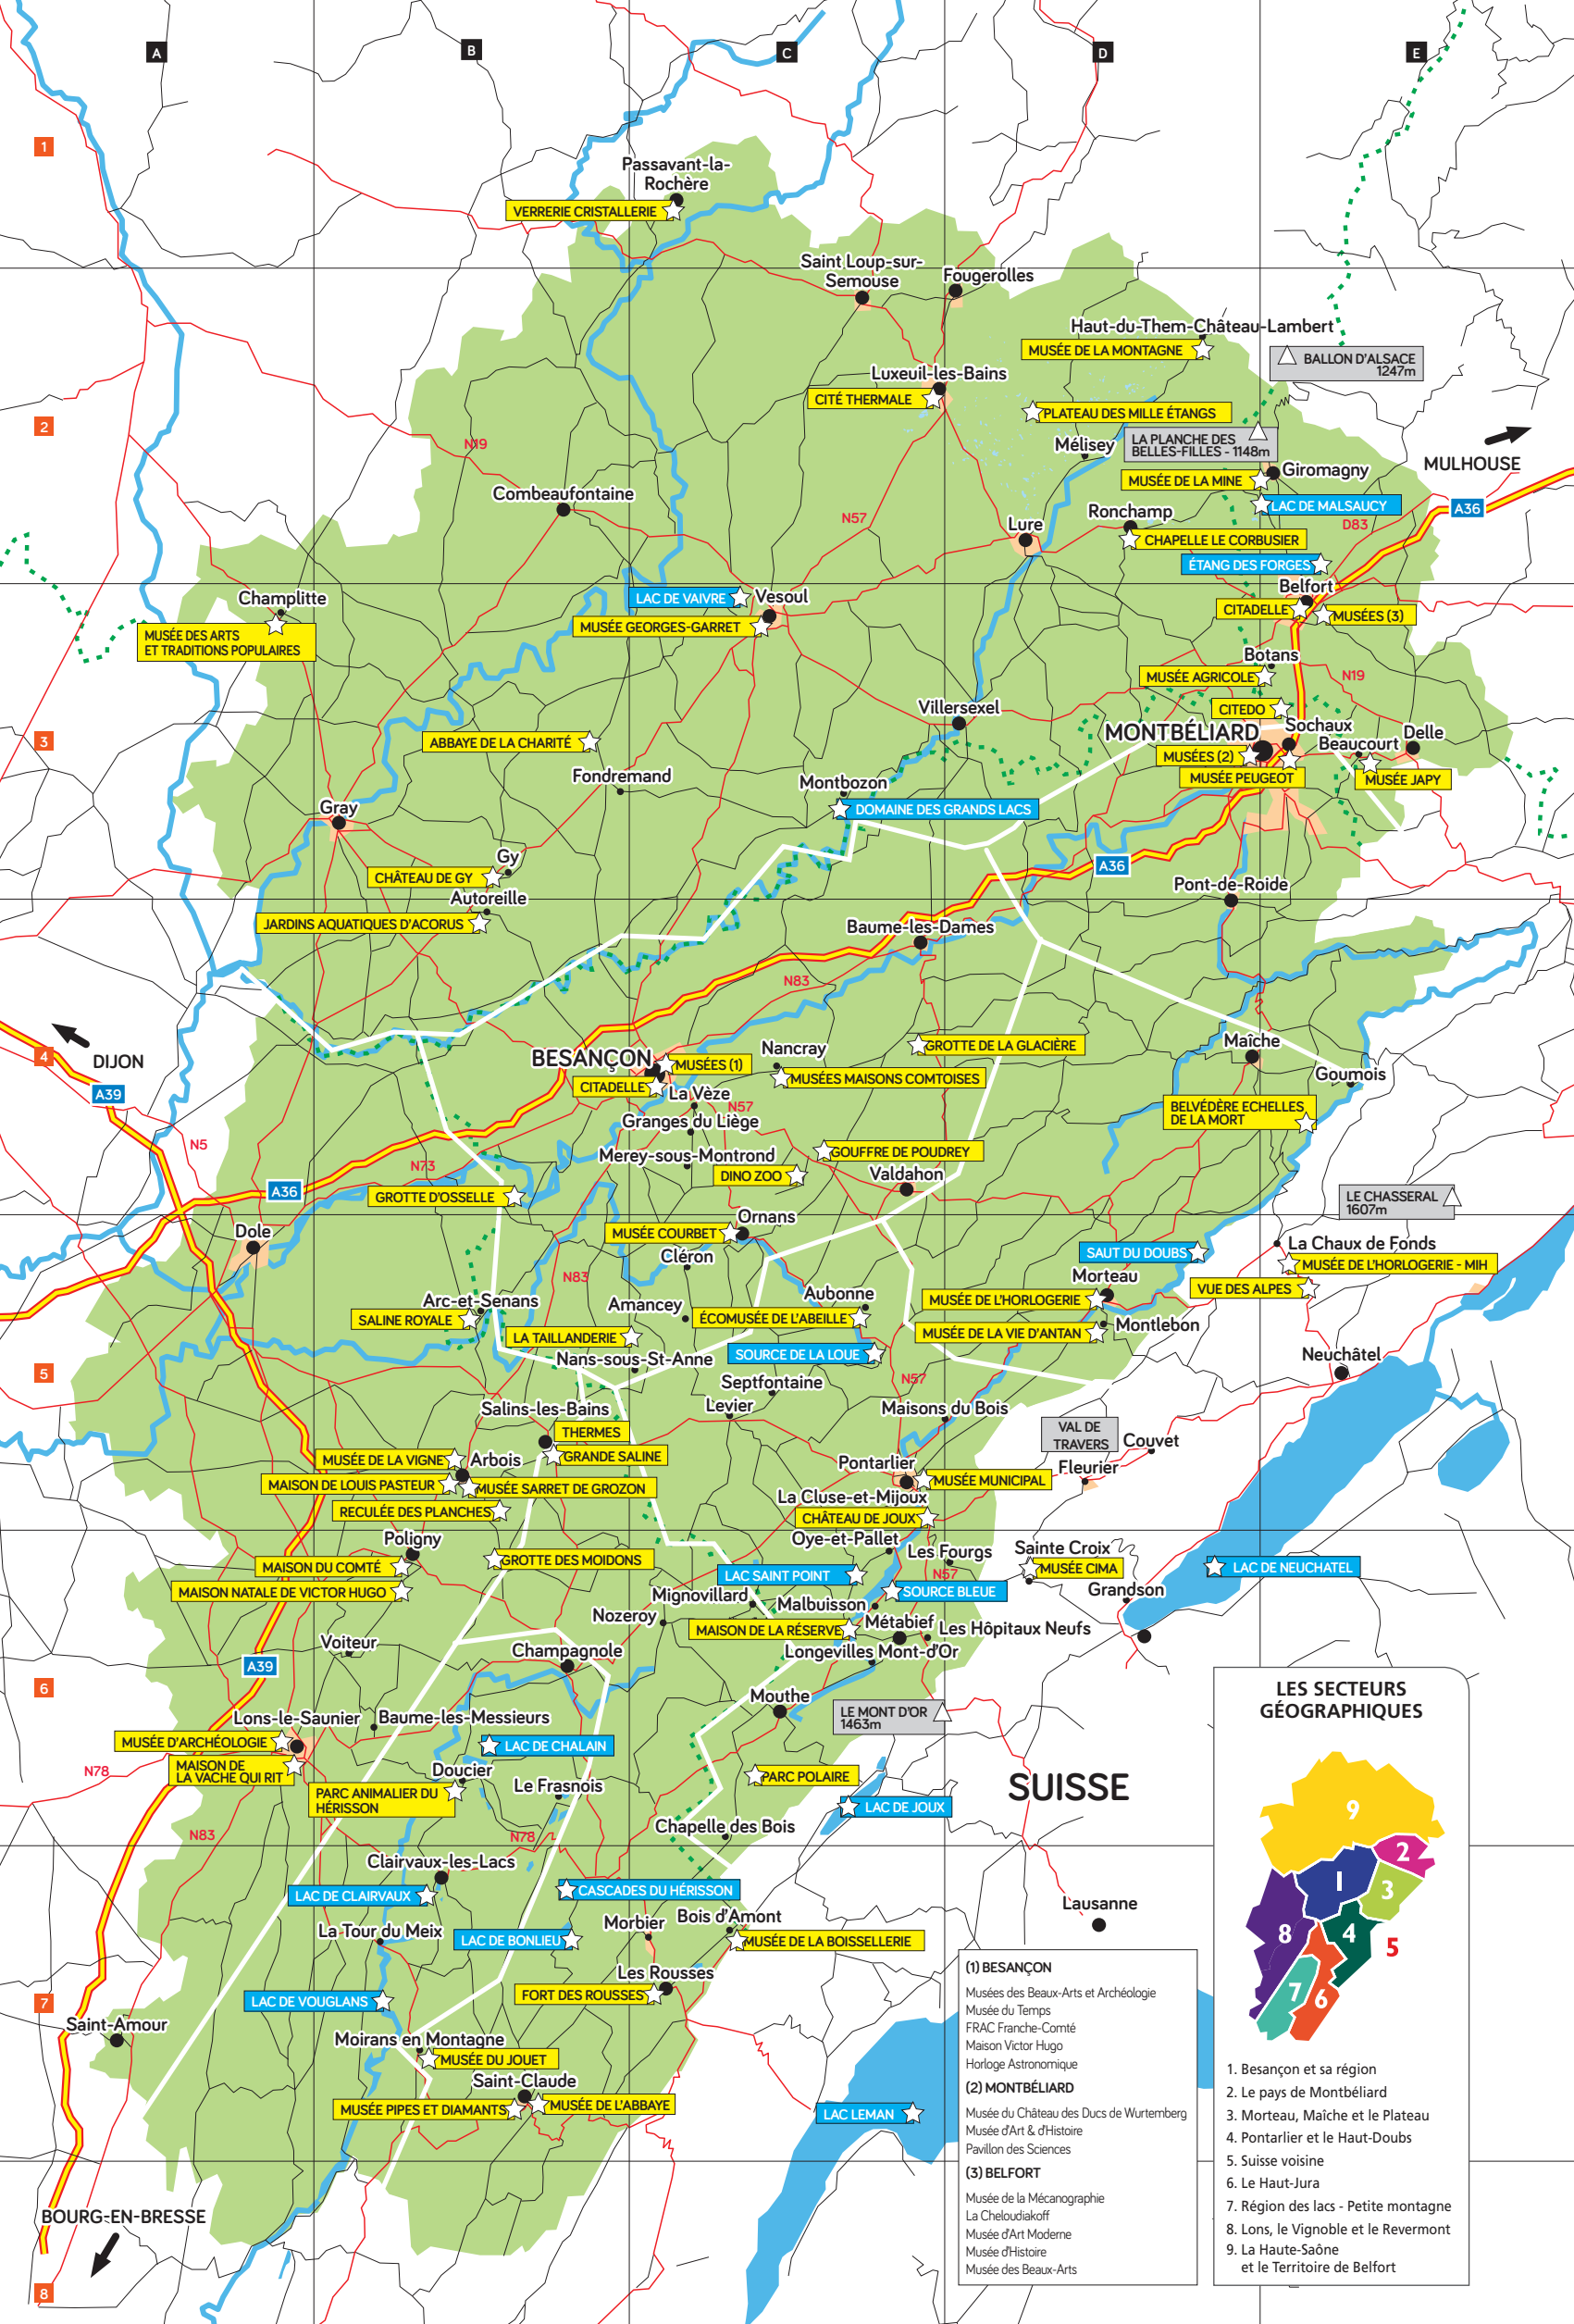 A
B
C
D
E
1
Passavant-la-
Rochère
VERRERIE CRISTALLERIE
Saint Loup-sur-
Semouse
Fougerolles
Haut-du-Them-Château-Lambert
MUSÉE DE LA MONTAGNE
BALLON D'ALSACE
1247m
Luxeuil-les-Bains
CITÉ THERMALE
PLATEAU DES MILLE ÉTANGS
2
N19
Mélisey
LA PLANCHE DES
BELLES-FILLES - 1148m
MULHOUSE
Giromagny
MUSÉE DE LA MINE
Combeaufontaine
LAC DE MALSAUCY
A36
N57
Ronchamp
Lure
D83
CHAPELLE LE CORBUSIER
ÉTANG DES FORGES
Belfort
Champlitte
LAC DE VAIVRE
Vesoul
CITADELLE
MUSÉES (3)
MUSÉE GEORGES-GARRET
MUSÉE DES ARTS
ET TRADITIONS POPULAIRES
Botans
MUSÉE AGRICOLE
N19
Villersexel
CITEDO
3
ABBAYE DE LA CHARITÉ
MONTBÉLIARD
Sochaux
Delle
Beaucourt
MUSÉES (2)
Fondremand
MUSÉE PEUGEOT
MUSÉE JAPY
Montbozon
Gray
DOMAINE DES GRANDS LACS
Gy
A36
CHÂTEAU DE GY
Pont-de-Roide
Autoreille
JARDINS AQUATIQUES D'ACORUS
Baume-les-Dames
N83
4
DIJON
BESANÇON
Nancray
GROTTE DE LA GLACIÈRE
Maîche
MUSÉES (1)
MUSÉES MAISONS COMTOISES
Goumois
CITADELLE
A39
La Vèze
N57
BELVÉDÈRE ECHELLES
DE LA MORT
Granges du Liège
N5
Merey-sous-Montrond
GOUFFRE DE POUDREY
N73
DINO ZOO
Valdahon
A36
GROTTE D'OSSELLE
LE CHASSERAL
1607m
Dole
Ornans
MUSÉE COURBET
La Chaux de Fonds
Cléron
SAUT DU DOUBS
MUSÉE DE L'HORLOGERIE - MIH
N83
Morteau
VUE DES ALPES
Arc-et-Senans
Amancey
Aubonne
MUSÉE DE L'HORLOGERIE
SALINE ROYALE
ÉCOMUSÉE DE L'ABEILLE
LA TAILLANDERIE
MUSÉE DE LA VIE D'ANTAN
Montlebon
Neuchâtel
Nans-sous-St-Anne
SOURCE DE LA LOUE
5
N57
Septfontaine
Salins-les-Bains
Levier
Maisons du Bois
THERMES
VAL DE
TRAVERS
Couvet
MUSÉE DE LA VIGNE
Arbois
GRANDE SALINE
Pontarlier
Fleurier
MAISON DE LOUIS PASTEUR
MUSÉE SARRET DE GROZON
MUSÉE MUNICIPAL
La Cluse-et-Mijoux
RECULÉE DES PLANCHES
CHÂTEAU DE JOUX
Poligny
Oye-et-Pallet
Les Fourgs
Sainte Croix
MAISON DU COMTÉ
GROTTE DES MOIDONS
LAC SAINT POINT
N57
MUSÉE CIMA
LAC DE NEUCHATEL
MAISON NATALE DE VICTOR HUGO
Mignovillard
SOURCE BLEUE
Grandson
Malbuisson
Nozeroy
Métabief
MAISON DE LA RÉSERVE
Les Hôpitaux Neufs
Voiteur
Champagnole
Longevilles Mont-d'Or
A39
6
Mouthe
LE MONT D'OR
1463m
Lons-le-Saunier
Baume-les-Messieurs
MUSÉE D'ARCHÉOLOGIE
LAC DE CHALAIN
MAISON DE
LA VACHE QUI RIT
N78
Doucier
PARC POLAIRE
SUISSE
PARC ANIMALIER DU
HÉRISSON
Le Frasnois
LAC DE JOUX
N83
N78
Chapelle des Bois
Clairvaux-les-Lacs
LAC DE CLAIRVAUX
CASCADES DU HÉRISSON
Lausanne
Bois d'Amont
La Tour du Meix
Morbier
LAC DE BONLIEU
MUSÉE DE LA BOISSELLERIE
Les Rousses
7
LAC DE VOUGLANS
FORT DES ROUSSES
Saint-Amour
Moirans en Montagne
MUSÉE DU JOUET
Saint-Claude
MUSÉE PIPES ET DIAMANTS
MUSÉE DE L'ABBAYE
LAC LEMAN
BOURG-EN-BRESSE
8
(1) BESANÇON
Musées des Beaux-Arts et Archéologie
Musée du Temps
FRAC Franche-Comté
Maison Victor Hugo
Horloge Astronomique
(2) MONTBÉLIARD
Musée du Château des Ducs de Wurtemberg
Musée d'Art & d'Histoire
Pavillon des Sciences
(3) BELFORT
Musée de la Mécanographie
La Cheloudiakoff
Musée d'Art Moderne
Musée d'Histoire
Musée des Beaux-Arts
LES SECTEURS
GÉOGRAPHIQUES
9
2
1
3
8
4
5
7
6
1. Besançon et sa région
2. Le pays de Montbéliard
3. Morteau, Maîche et le Plateau
4. Pontarlier et le Haut-Doubs
5. Suisse voisine
6. Le Haut-Jura
7. Région des lacs - Petite montagne
8. Lons, le Vignoble et le Revermont
9. La Haute-Saône
et le Territoire de Belfort